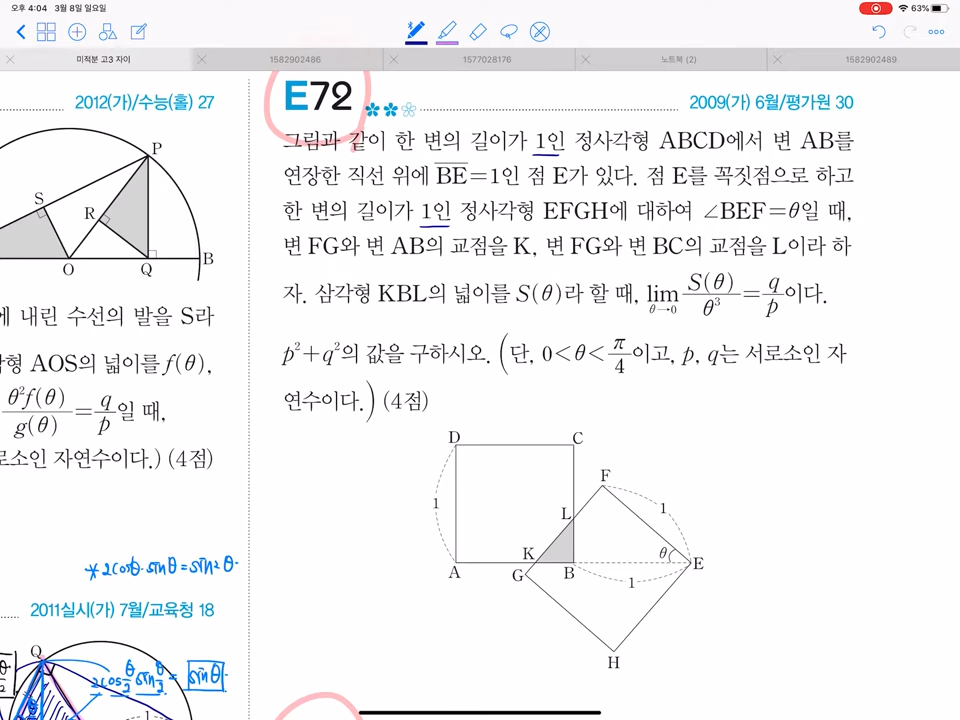 오후 4:04 3월 8일 일요일
63%
미적분 고3 자이
1582902486
1577028176
노트북 (2)
1582902489
2012(가)/수능(홀) 27
P
S
R
O
Q
B
에 내린 수선의 발을 S라
각형 AOS의 넓이를 f(θ),
θ²f(θ)/g(θ)=q/p일 때,
로소인 자연수이다.) (4점)
*2cosθ·sinθ=sin2θ
2011실시(가) 7월/교육청 18
Q
2cosθ/2 sinθ/2 = sinθ
1
E72
2009(가) 6월/평가원 30
그림과 같이 한 변의 길이가 1인 정사각형 ABCD에서 변 AB를
연장한 직선 위에 BE=1인 점 E가 있다. 점 E를 꼭짓점으로 하고
한 변의 길이가 1인 정사각형 EFGH에 대하여 ∠BEF=θ일 때,
변 FG와 변 AB의 교점을 K, 변 FG와 변 BC의 교점을 L이라 하
자. 삼각형 KBL의 넓이를 S(θ)라 할 때, lim θ→0 S(θ)/θ³=q/p이다.
p²+q²의 값을 구하시오. (단, 0<θ<π/4이고, p, q는 서로소인 자
연수이다.) (4점)
D
C
F
1
L
1
K
θ
A
G
B
E
1
H